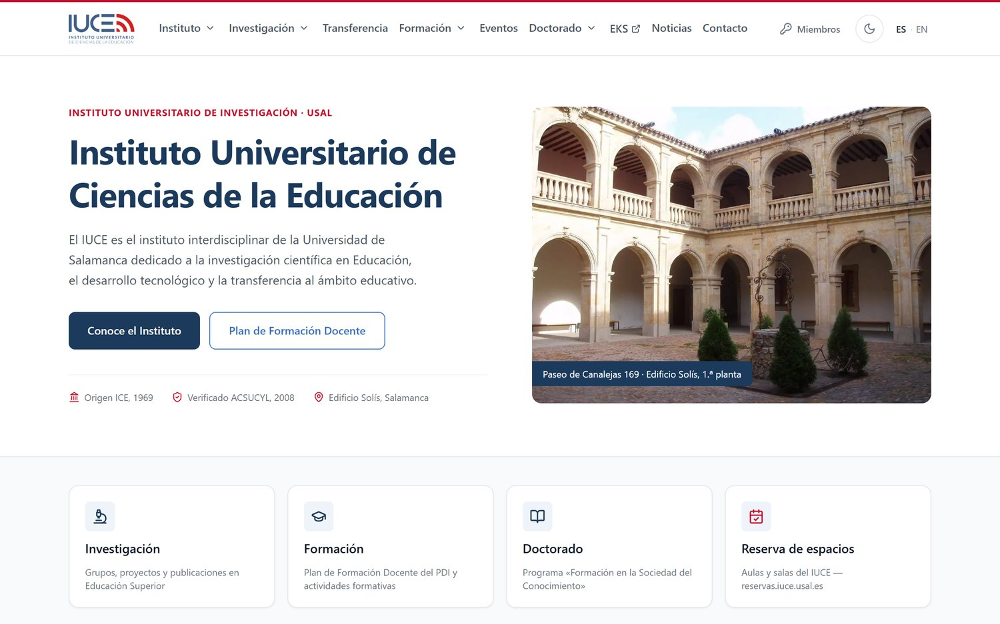 IUCE
INSTITUTO UNIVERSITARIO
DE CIENCIAS DE LA EDUCACIÓN
Instituto
Investigación
Transferencia
Formación
Eventos
Doctorado
EKS
Noticias
Contacto
Miembros
ES · EN
INSTITUTO UNIVERSITARIO DE INVESTIGACIÓN · USAL
Instituto Universitario de
Ciencias de la Educación
El IUCE es el instituto interdisciplinar de la Universidad de
Salamanca dedicado a la investigación científica en Educación,
el desarrollo tecnológico y la transferencia al ámbito educativo.
Conoce el Instituto
Plan de Formación Docente
Origen ICE, 1969
Verificado ACSUCYL, 2008
Edificio Solís, Salamanca
Paseo de Canalejas 169 · Edificio Solís, 1.ª planta
Investigación
Grupos, proyectos y publicaciones en
Educación Superior
Formación
Plan de Formación Docente del PDI y
actividades formativas
Doctorado
Programa «Formación en la Sociedad del
Conocimiento»
Reserva de espacios
Aulas y salas del IUCE —
reservas.iuce.usal.es